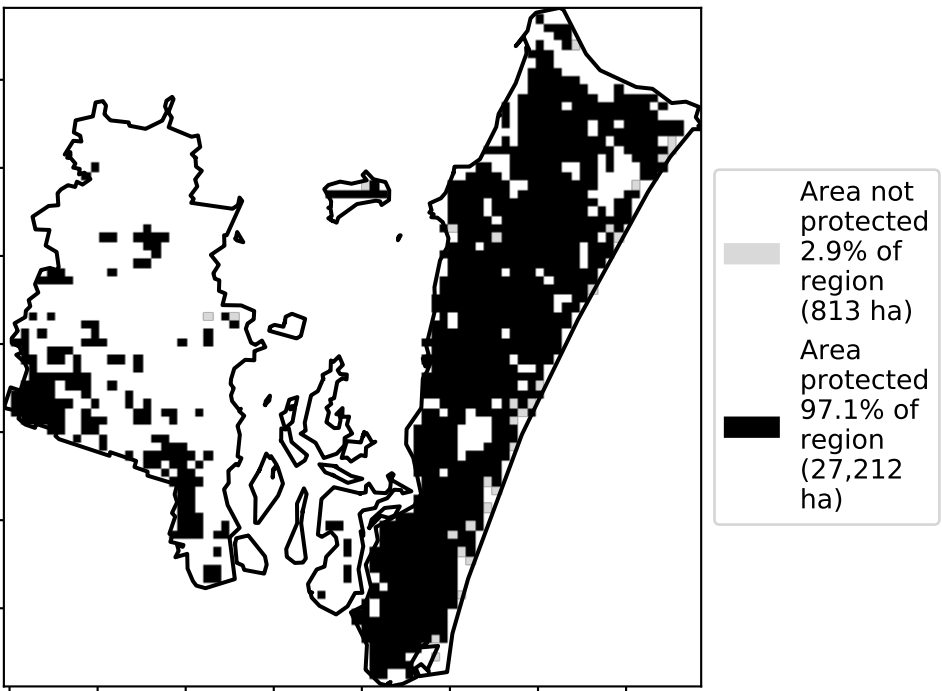 Area not
protected
2.9% of
region
(813 ha)
Area
protected
97.1% of
region
(27,212
ha)